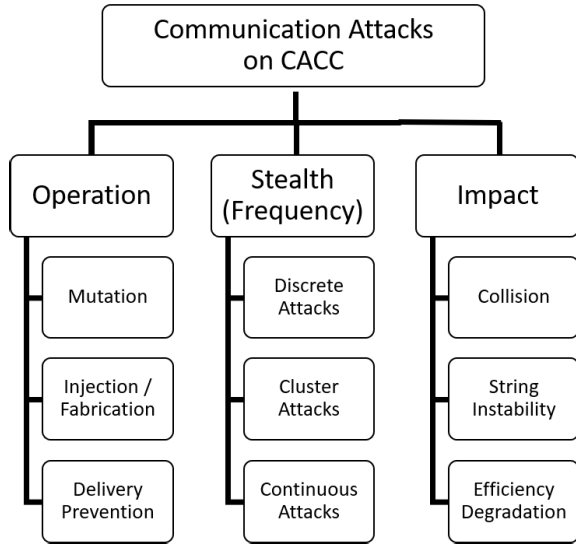 Communication Attacks
on CACC
Operation
Mutation
Injection /
Fabrication
Delivery
Prevention
Stealth
(Frequency)
Discrete
Attacks
Cluster
Attacks
Continuous
Attacks
Impact
Collision
String
Instability
Efficiency
Degradation